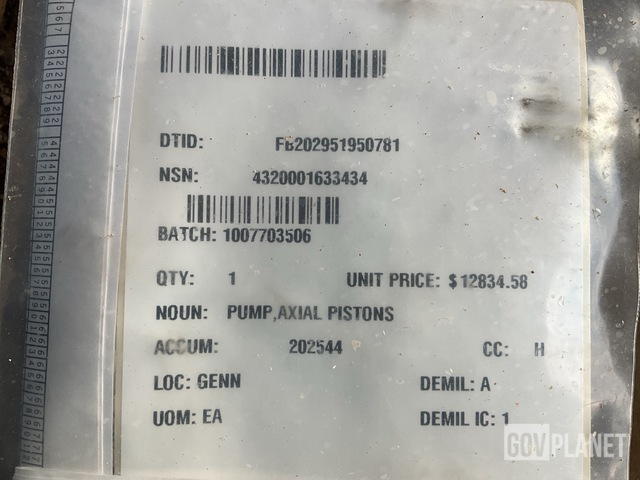 DTID: FB202951950781
NSN: 4320001633434
BATCH: 1007703506
QTY: 1 UNIT PRICE: $12834.58
NOUN: PUMP,AXIAL PISTONS
ACCUM: 202544 CC: H
LOC: GENN DEMIL: A
UOM: EA DEMIL IC: 1
GOVPLANET